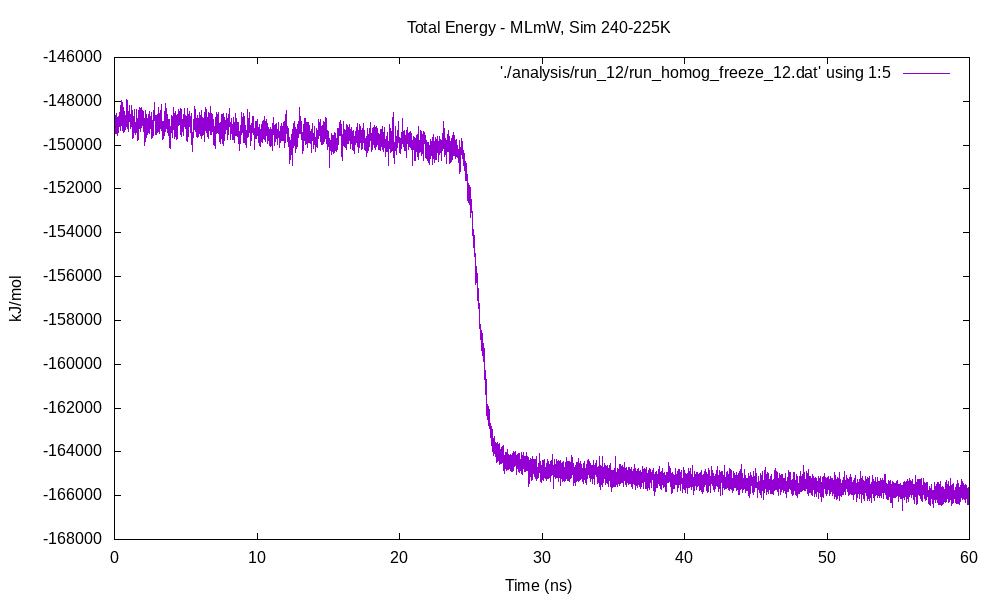 Total Energy - MLmW, Sim 240-225K
'./analysis/run_12/run_homog_freeze_12.dat' using 1:5
-146000
-148000
-150000
-152000
-154000
-156000
-158000
-160000
-162000
-164000
-166000
-168000
kJ/mol
0 10 20 30 40 50 60
Time (ns)